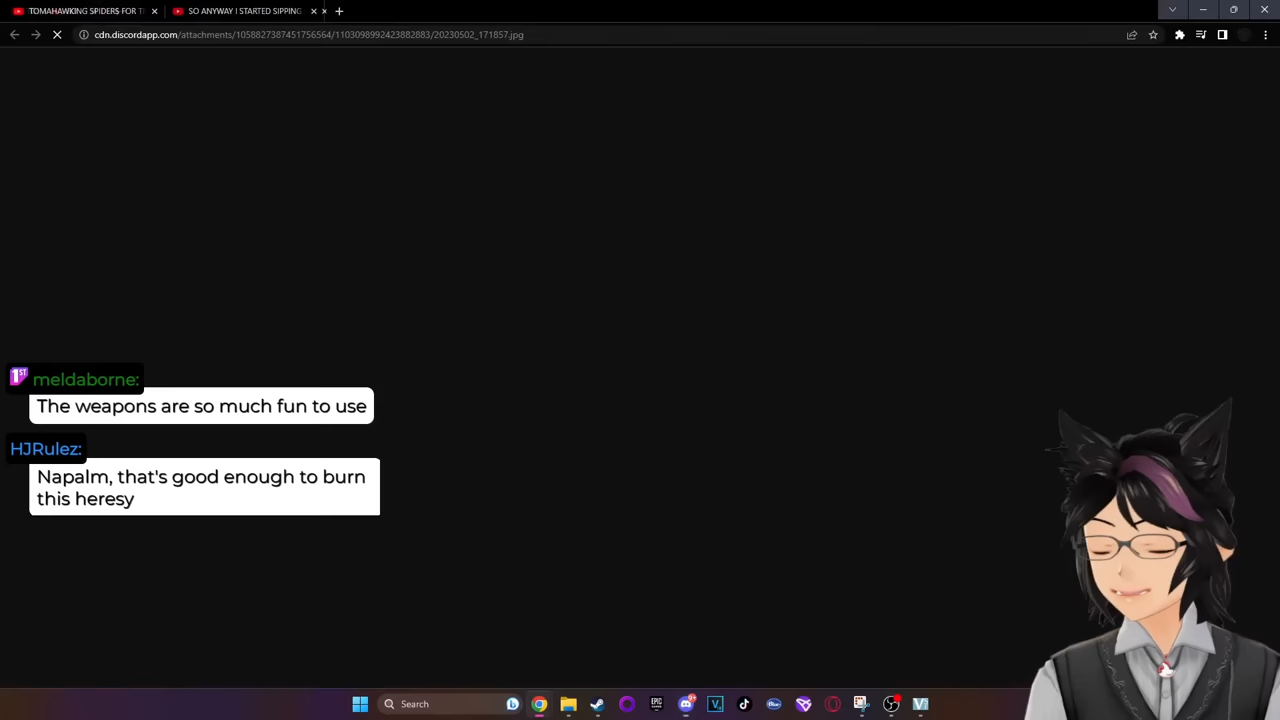 TOMAHAWKING SPIDERS FOR T
SO ANYWAY I STARTED SIPPING
cdn.discordapp.com/attachments/1058827387451756564/1103098992423882883/20230502_171857.jpg
1ST meldaborne:
The weapons are so much fun to use
HJRulez:
Napalm, that's good enough to burn
this heresy
Search